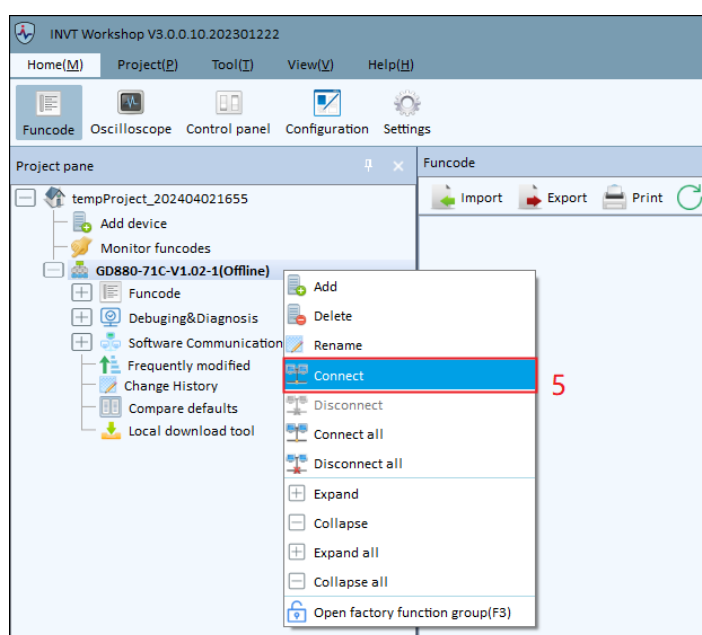 INVT Workshop V3.0.0.10.202301222
Home(M) Project(P) Tool(T) View(V) Help(H)
Funcode Oscilloscope Control panel Configuration Settings
Project pane
Funcode
Import Export Print
tempProject_202404021655
Add device
Monitor funcodes
GD880-71C-V1.02-1(Offline)
Funcode
Debuging&Diagnosis
Software Communication
Frequently modified
Change History
Compare defaults
Local download tool
Add
Delete
Rename
Connect
5
Disconnect
Connect all
Disconnect all
Expand
Collapse
Expand all
Collapse all
Open factory function group(F3)